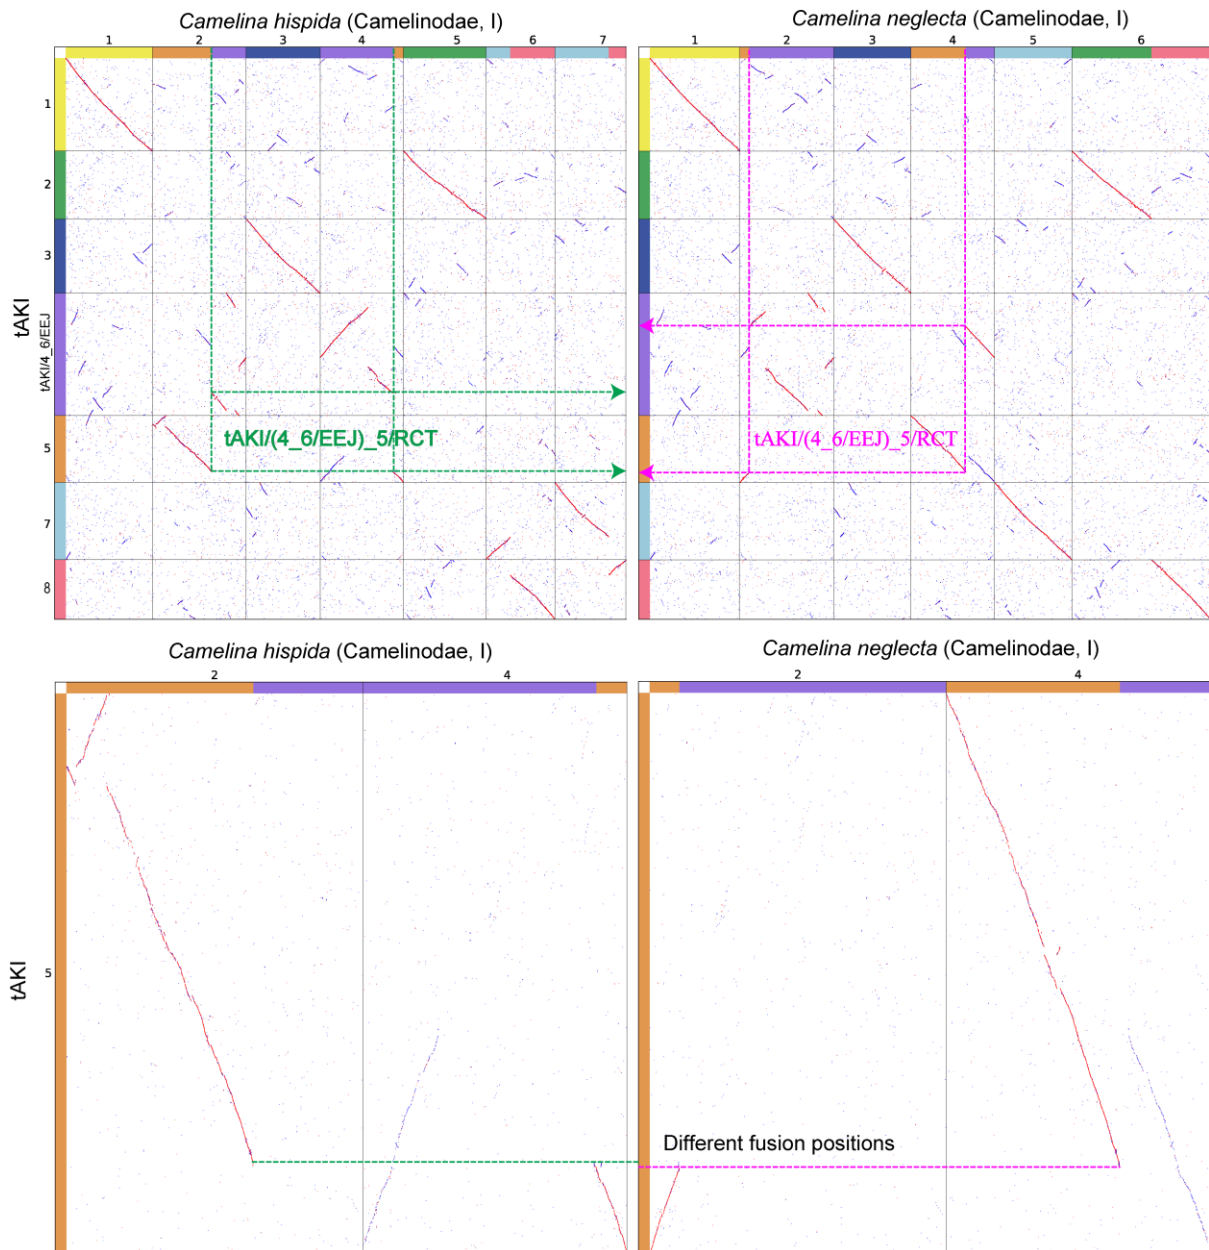 Camelina hispida (Camelinodae, I)
1 2 3 4 5 6 7
Camelina neglecta (Camelinodae, I)
1 2 3 4 5 6
tAKI
tAKI/4_6/EEJ
1
2
3
5
7
8
tAKI/(4_6/EEJ)_5/RCT
tAKI/(4_6/EEJ)_5/RCT
Camelina hispida (Camelinodae, I)
2 4
Camelina neglecta (Camelinodae, I)
2 4
tAKI
5
Different fusion positions